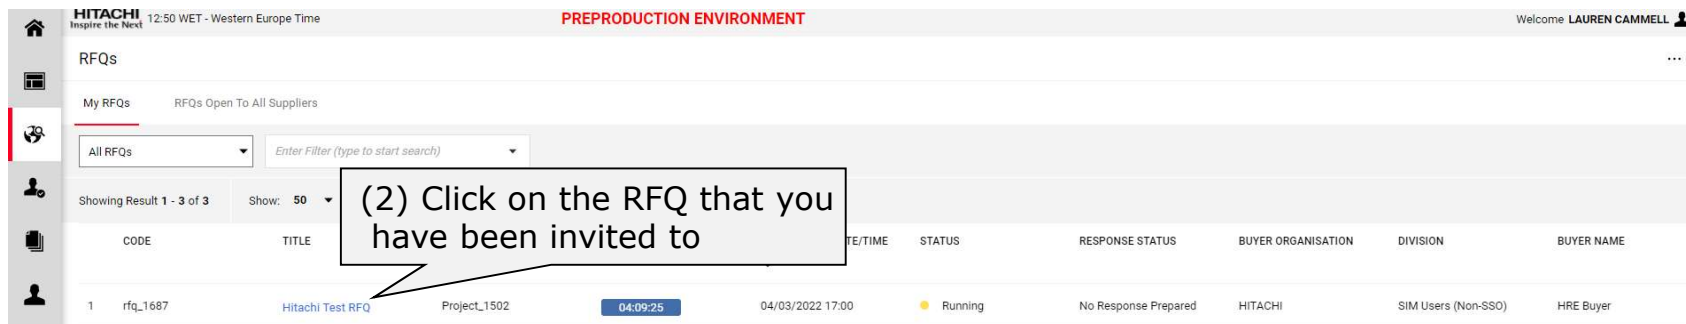 HITACHI
Inspire the Next
12:50 WET - Western Europe Time
PREPRODUCTION ENVIRONMENT
Welcome LAUREN CAMMELL
RFQs
...
My RFQs
RFQs Open To All Suppliers
All RFQs
Enter Filter (type to start search)
Showing Result 1 - 3 of 3
Show: 50
(2) Click on the RFQ that you
have been invited to
CODE
TITLE
TE/TIME
STATUS
RESPONSE STATUS
BUYER ORGANISATION
DIVISION
BUYER NAME
1
rfq_1687
Hitachi Test RFQ
Project_1502
04:09:25
04/03/2022 17:00
Running
No Response Prepared
HITACHI
SIM Users (Non-SSO)
HRE Buyer